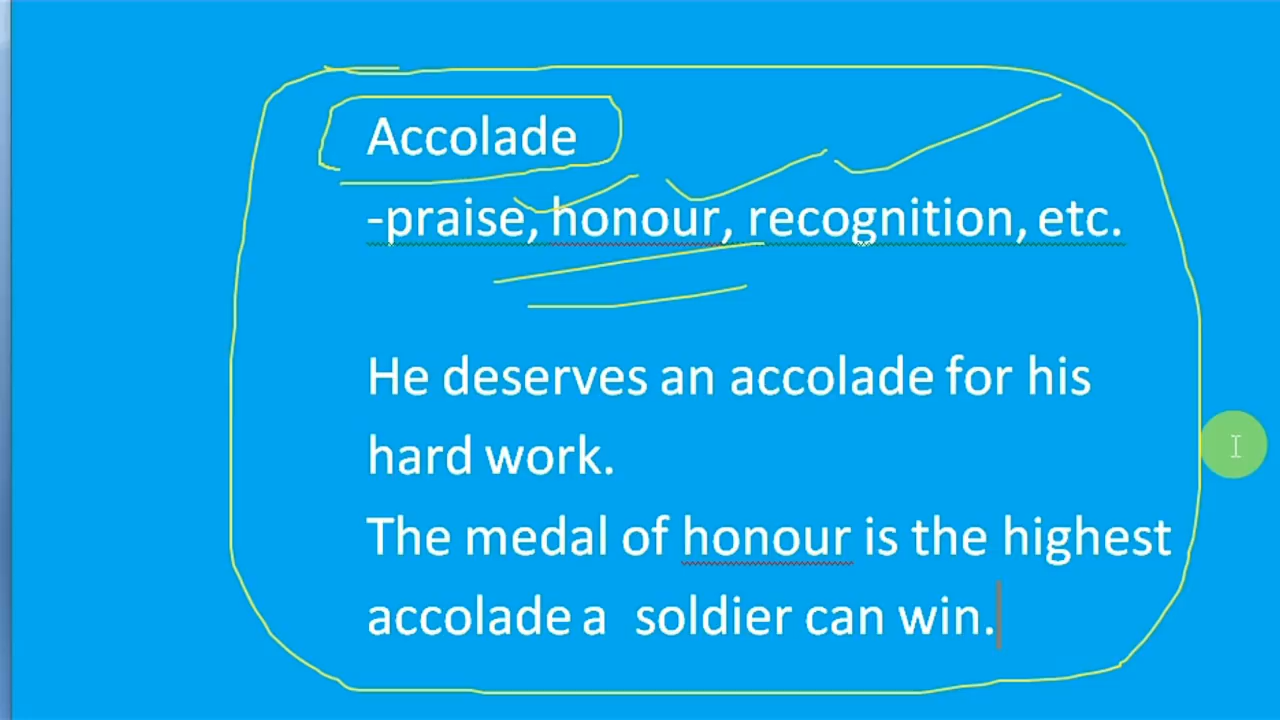 Accolade
-praise, honour, recognition, etc.
He deserves an accolade for his
hard work.
The medal of honour is the highest
accolade a  soldier can win.